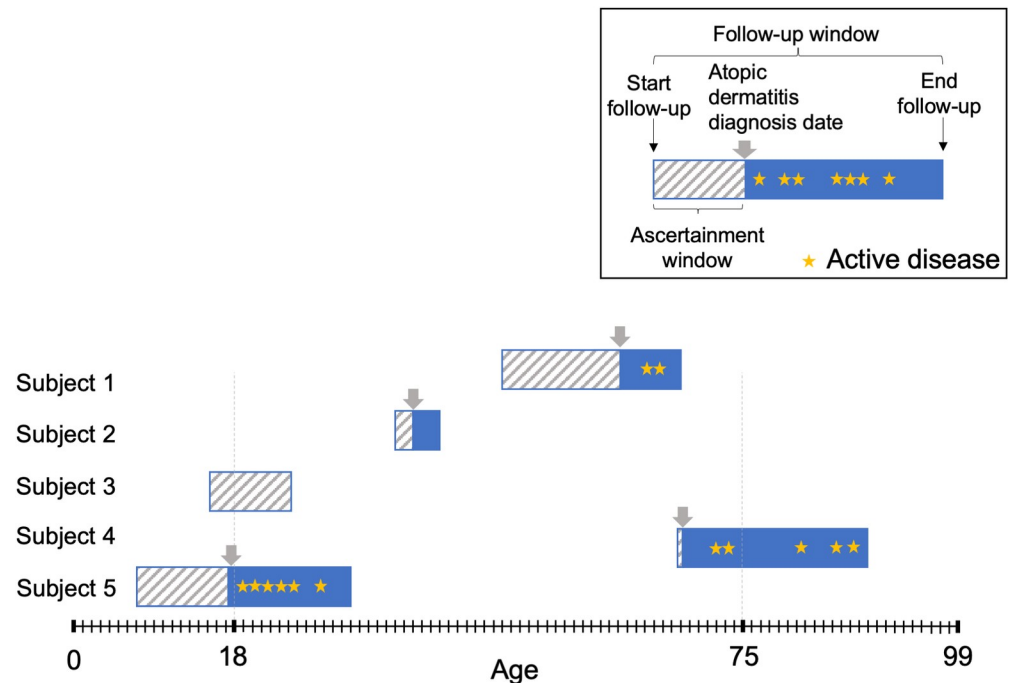 Follow-up window
Start
follow-up
Atopic
dermatitis
diagnosis date
End
follow-up
Ascertainment
window
Active disease
Subject 1
Subject 2
Subject 3
Subject 4
Subject 5
0
18
Age
75
99